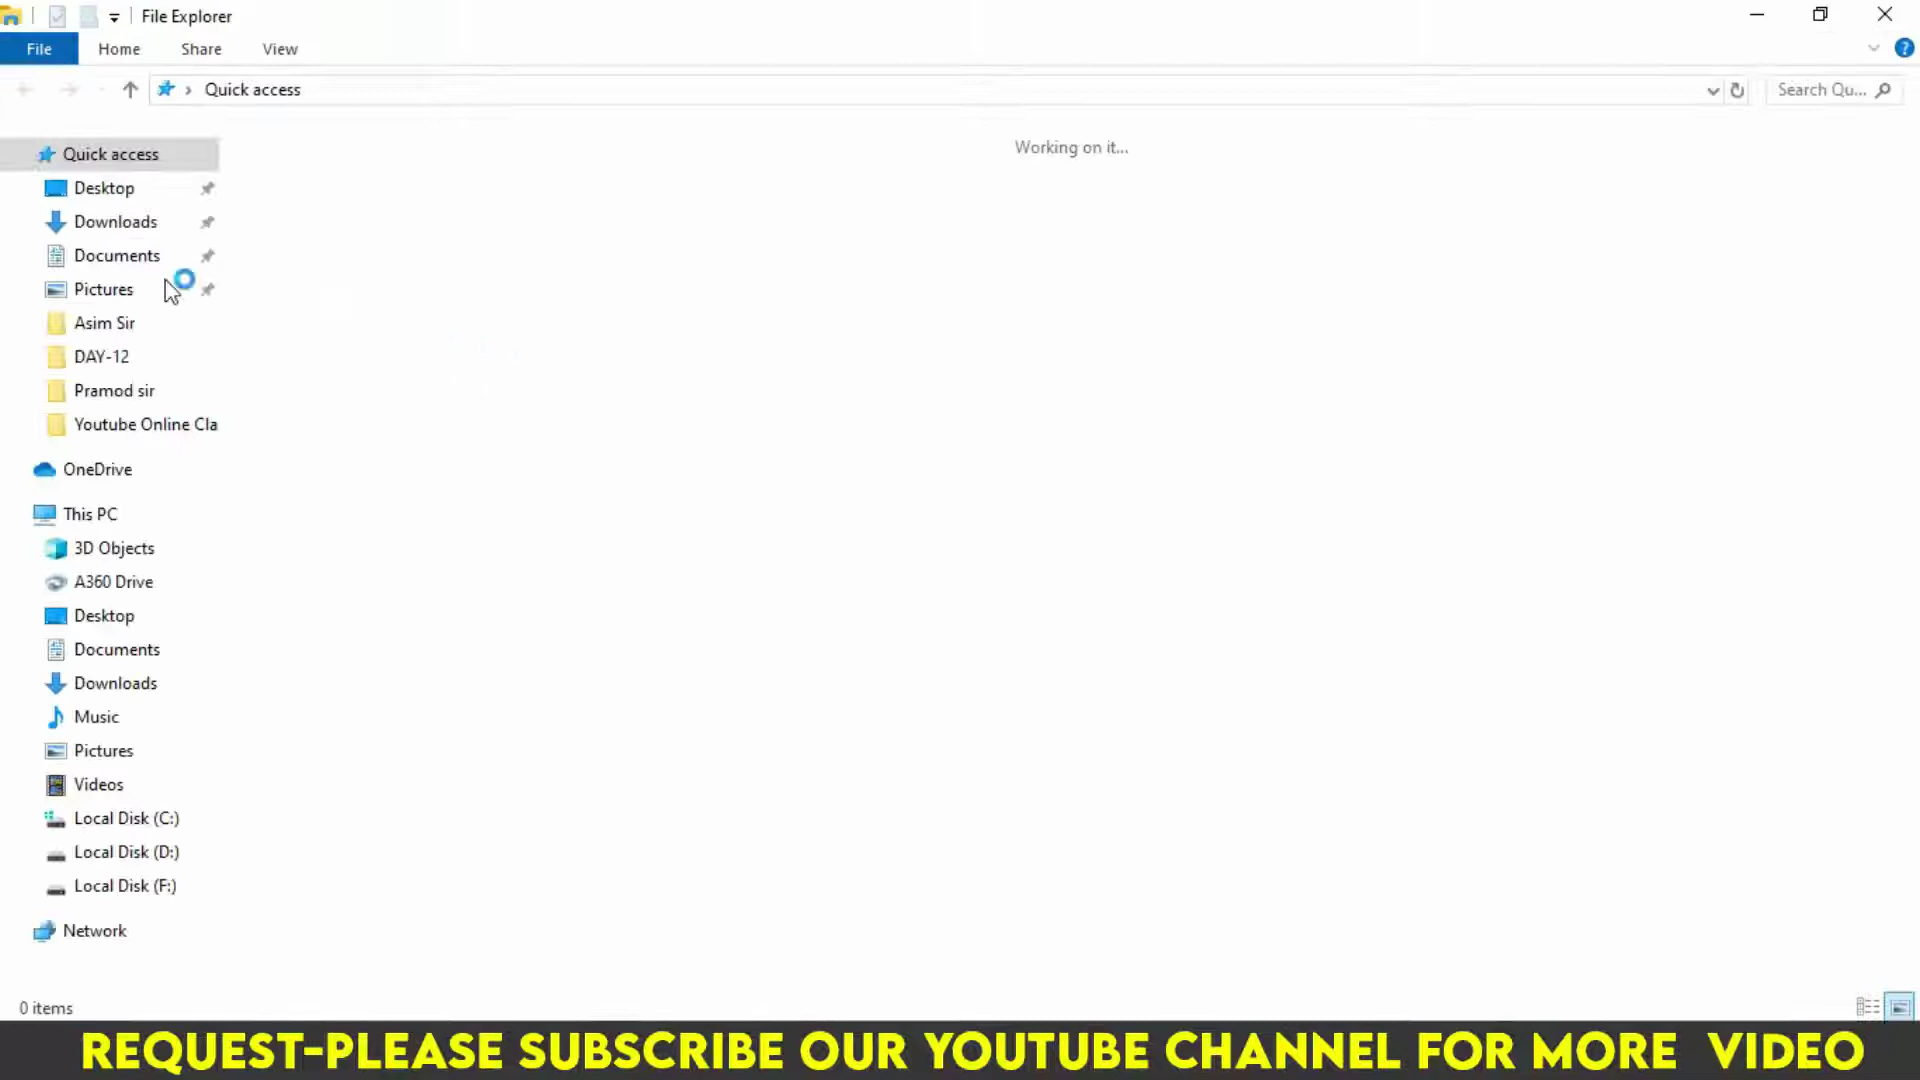 File Explorer
File Home Share View
Quick access
Search Qu...
Working on it...
Quick access
Desktop
Downloads
Documents
Pictures
Asim Sir
DAY-12
Pramod sir
Youtube Online Cla
OneDrive
This PC
3D Objects
A360 Drive
Desktop
Documents
Downloads
Music
Pictures
Videos
Local Disk (C:)
Local Disk (D:)
Local Disk (F:)
Network
0 items
REQUEST-PLEASE SUBSCRIBE OUR YOUTUBE CHANNEL FOR MORE VIDEO